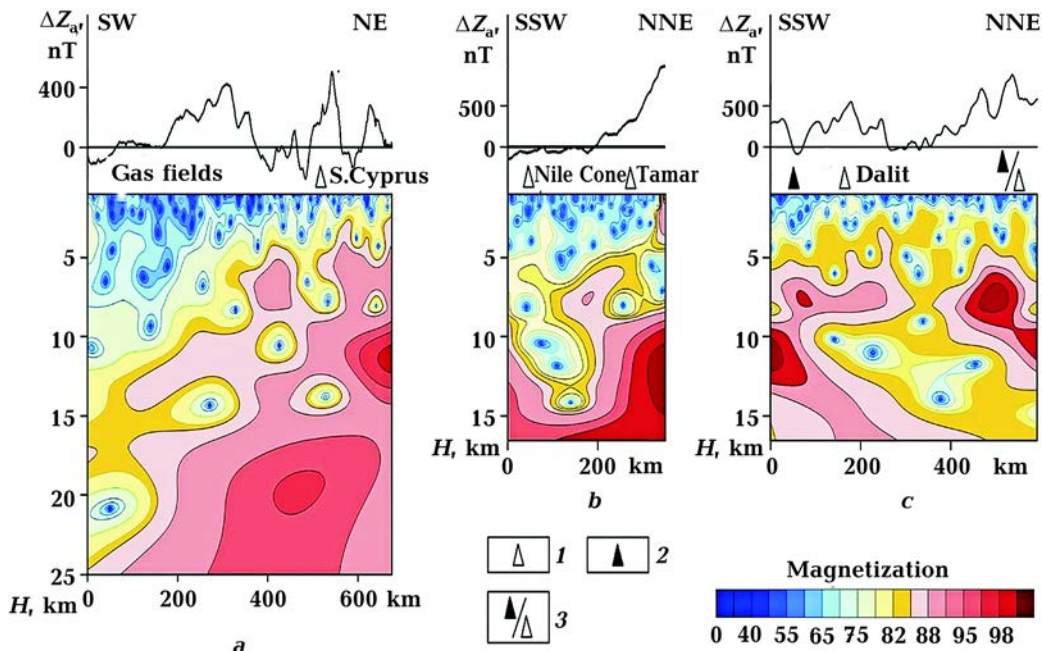 ΔZa, SW NE
nT
400
0
Gas fields S.Cyprus
5
10
15
20
25
H, km 0 200 400 600 km
a
ΔZa, SSW NNE
nT
500
0
Nile Cone Tamar
5
10
15
H, km
0 200 km
b
ΔZa, SSW NNE
nT
500
0
Dalit
5
10
15
H, km
0 200 400 km
c
1 2
3
Magnetization
0 40 55 65 75 82 88 95 98